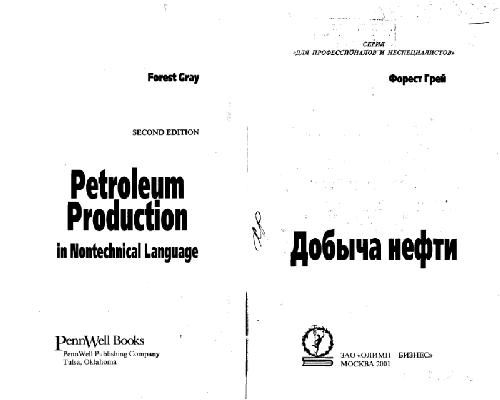 Forest Gray
SECOND EDITION
Petroleum
Production
in Nontechnical Language
PennWell Books
PennWell Publishing Company
Tulsa, Oklahoma
СЕРИЯ
«ДЛЯ ПРОФЕССИОНАЛОВ И НЕСПЕЦИАЛИСТОВ»
Форест Грей
Добыча нефти
ЗАО «ОЛИМП — БИЗНЕС»
МОСКВА 2001